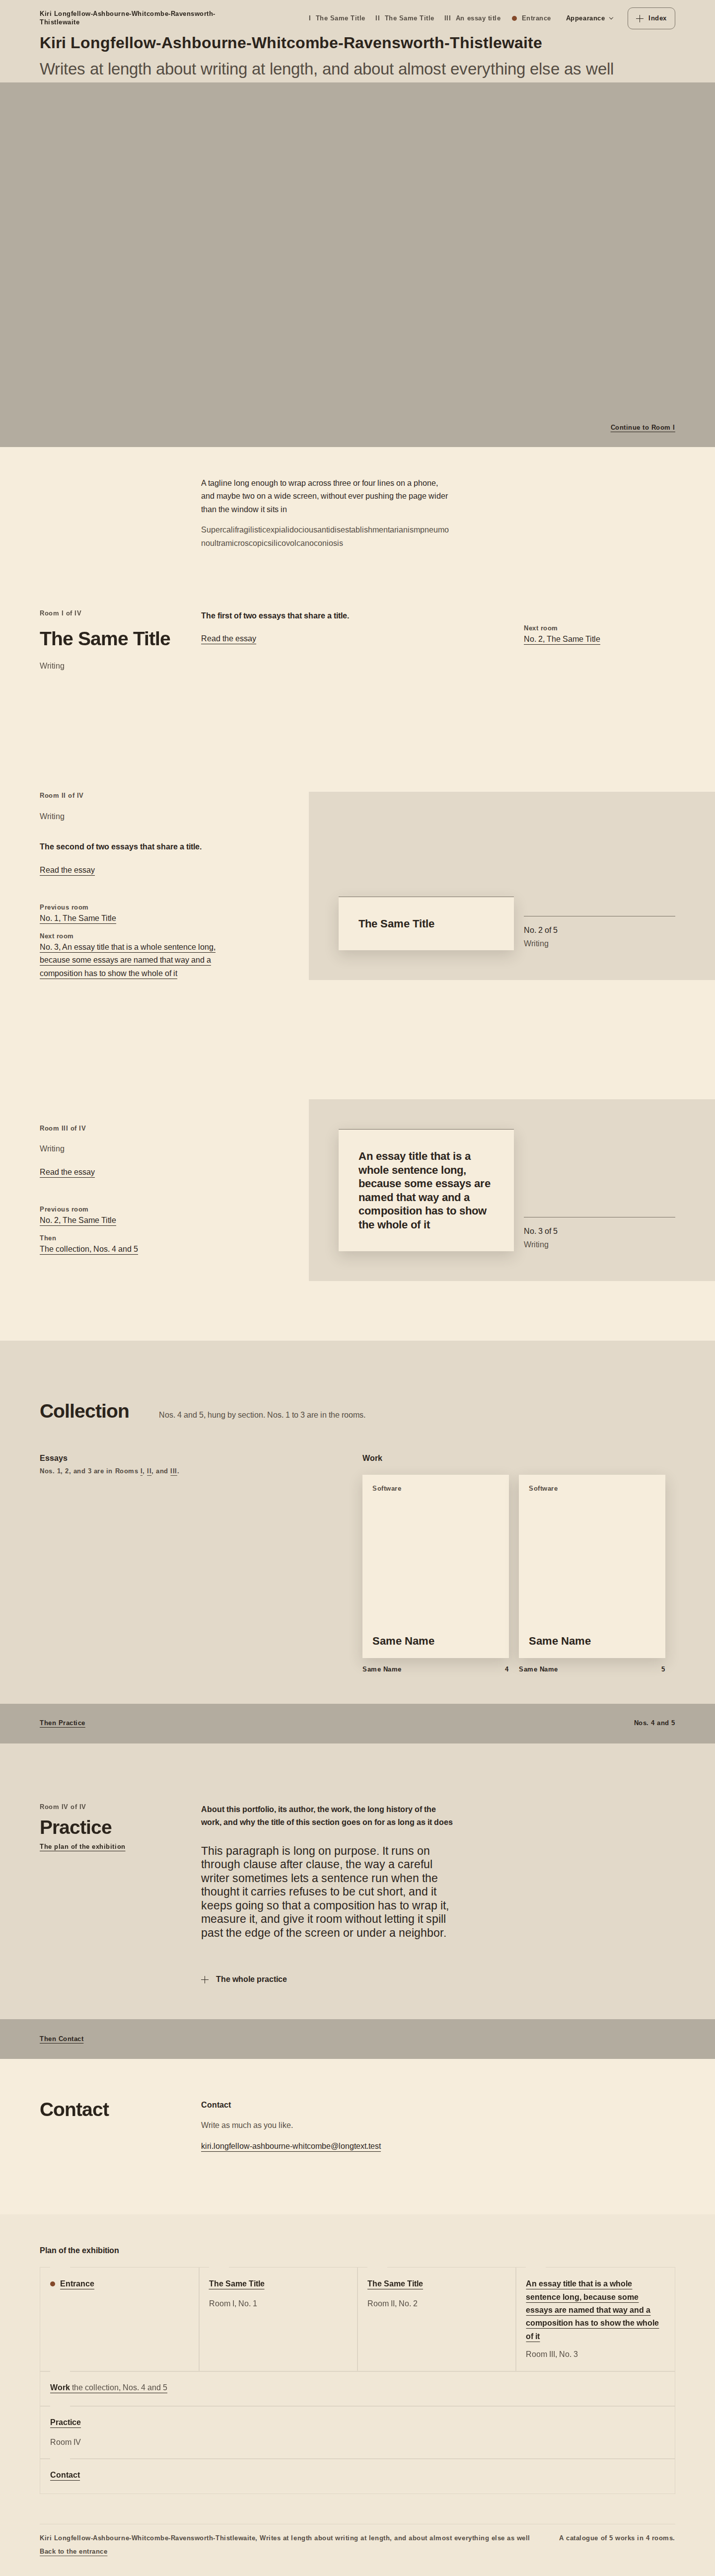 Kiri Longfellow-Ashbourne-Whitcombe-Ravensworth-
Thistlewaite
I The Same Title II The Same Title III An essay title Entrance Appearance Index
Kiri Longfellow-Ashbourne-Whitcombe-Ravensworth-Thistlewaite
Writes at length about writing at length, and about almost everything else as well
Continue to Room I
A tagline long enough to wrap across three or four lines on a phone,
and maybe two on a wide screen, without ever pushing the page wider
than the window it sits in
Supercalifragilisticexpialidociousantidisestablishmentarianismpneumo
noultramicroscopicsilicovolcanoconiosis
Room I of IV
The Same Title
Writing
The first of two essays that share a title.
Read the essay
Next room
No. 2, The Same Title
Room II of IV
Writing
The second of two essays that share a title.
Read the essay
Previous room
No. 1, The Same Title
Next room
No. 3, An essay title that is a whole sentence long,
because some essays are named that way and a
composition has to show the whole of it
The Same Title
No. 2 of 5
Writing
Room III of IV
Writing
Read the essay
Previous room
No. 2, The Same Title
Then
The collection, Nos. 4 and 5
An essay title that is a
whole sentence long,
because some essays are
named that way and a
composition has to show
the whole of it
No. 3 of 5
Writing
Collection
Nos. 4 and 5, hung by section. Nos. 1 to 3 are in the rooms.
Essays
Nos. 1, 2, and 3 are in Rooms I, II, and III.
Work
Software
Same Name
Same Name 4
Software
Same Name
Same Name 5
Then Practice
Nos. 4 and 5
Room IV of IV
Practice
The plan of the exhibition
About this portfolio, its author, the work, the long history of the
work, and why the title of this section goes on for as long as it does
This paragraph is long on purpose. It runs on
through clause after clause, the way a careful
writer sometimes lets a sentence run when the
thought it carries refuses to be cut short, and it
keeps going so that a composition has to wrap it,
measure it, and give it room without letting it spill
past the edge of the screen or under a neighbor.
The whole practice
Then Contact
Contact
Contact
Write as much as you like.
kiri.longfellow-ashbourne-whitcombe@longtext.test
Plan of the exhibition
Entrance
The Same Title
Room I, No. 1
The Same Title
Room II, No. 2
An essay title that is a whole
sentence long, because some
essays are named that way and a
composition has to show the whole
of it
Room III, No. 3
Work the collection, Nos. 4 and 5
Practice
Room IV
Contact
Kiri Longfellow-Ashbourne-Whitcombe-Ravensworth-Thistlewaite, Writes at length about writing at length, and about almost everything else as well
A catalogue of 5 works in 4 rooms.
Back to the entrance